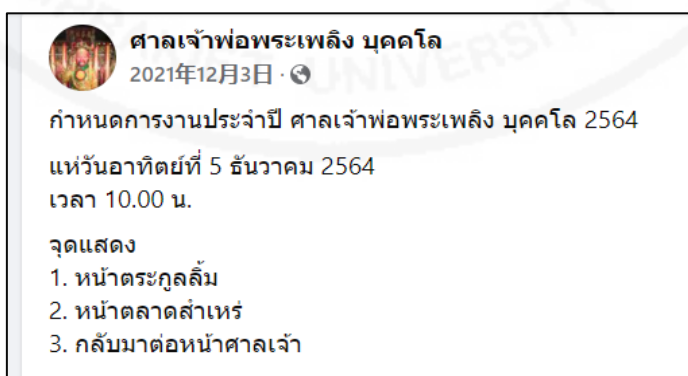 ศาลเจ้าพ่อพระเพลิง บุคคโล
2021年12月3日 ·
กำหนดการงานประจำปี ศาลเจ้าพ่อพระเพลิง บุคคโล 2564
แห่วันอาทิตย์ที่ 5 ธันวาคม 2564
เวลา 10.00 น.
จุดแสดง
1. หน้าตระกูลลิ้ม
2. หน้าตลาดสำเหร่
3. กลับมาต่อหน้าศาลเจ้า